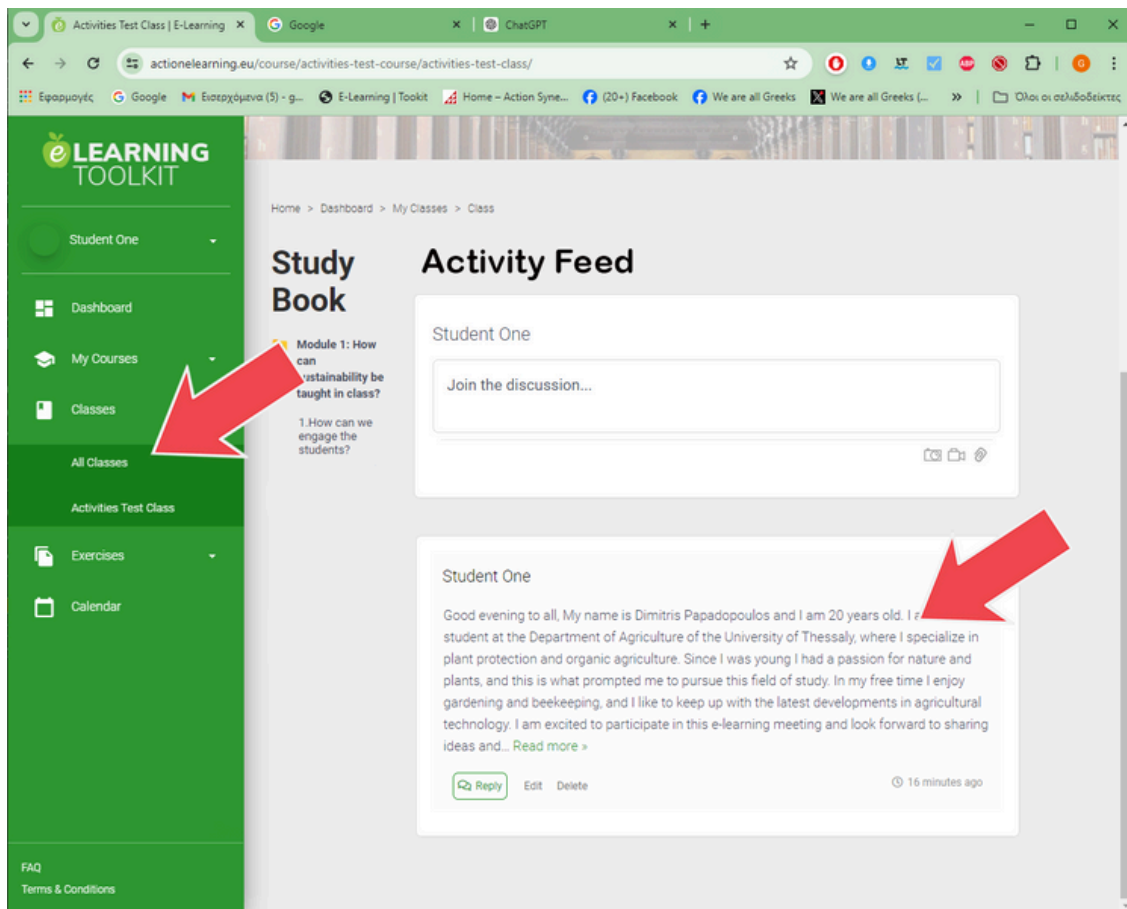 Activities Test Class | E-Learning
Google
ChatGPT
actionelearning.eu/course/activities-test-course/activities-test-class/
Εφαρμογές
Google
Εισερχόμενα (5) - g...
E-Learning | Tookit
Home – Action Syne...
(20+) Facebook
We are all Greeks
We are all Greeks (...
»
Όλοι οι σελιδοδείκτες
eLEARNING
TOOLKIT
Student One
Dashboard
My Courses
Classes
All Classes
Activities Test Class
Exercises
Calendar
FAQ
Terms & Conditions
Home > Dashboard > My Classes > Class
Study
Book
Module 1: How
can
sustainability be
taught in class?
1.How can we
engage the
students?
Activity Feed
Student One
Join the discussion...
Student One
Good evening to all, My name is Dimitris Papadopoulos and I am 20 years old. I
student at the Department of Agriculture of the University of Thessaly, where I specialize in
plant protection and organic agriculture. Since I was young I had a passion for nature and
plants, and this is what prompted me to pursue this field of study. In my free time I enjoy
gardening and beekeeping, and I like to keep up with the latest developments in agricultural
technology. I am excited to participate in this e-learning meeting and look forward to sharing
ideas and... Read more »
Reply Edit Delete
16 minutes ago